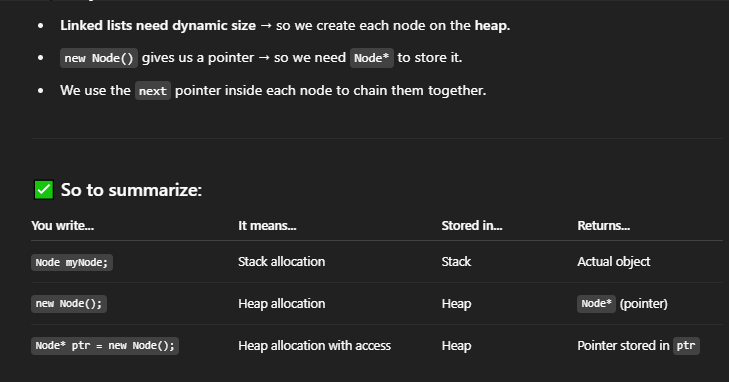 • Linked lists need dynamic size → so we create each node on the heap.
• new Node() gives us a pointer → so we need Node* to store it.
• We use the next pointer inside each node to chain them together.
✅ So to summarize:
You write... It means... Stored in... Returns...
Node myNode; Stack allocation Stack Actual object
new Node(); Heap allocation Heap Node* (pointer)
Node* ptr = new Node(); Heap allocation with access Heap Pointer stored in ptr